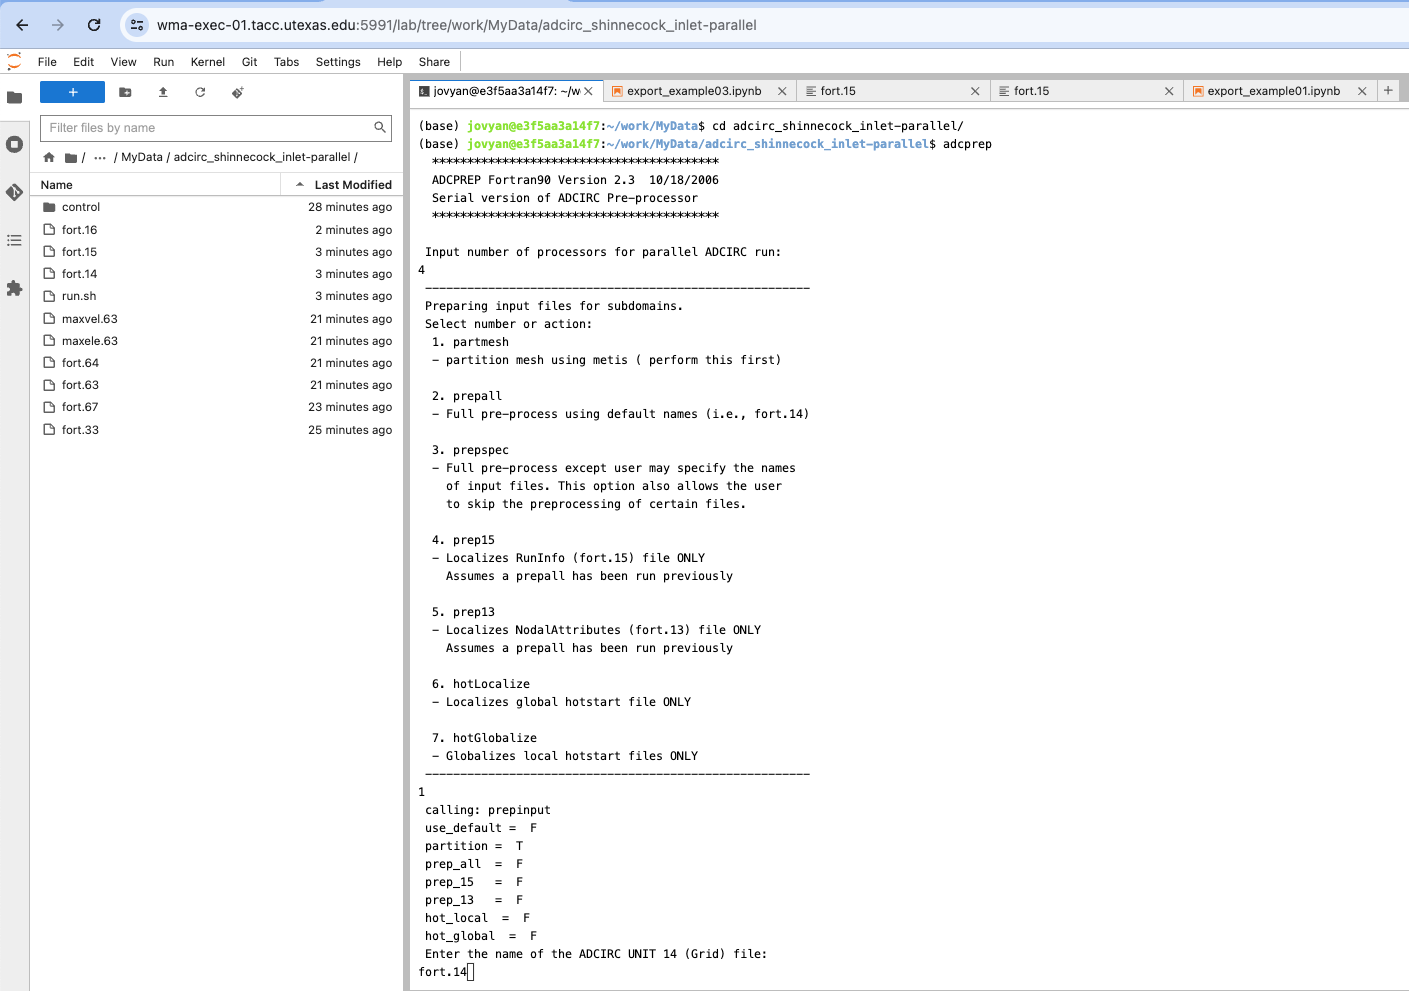 wma-exec-01.tacc.utexas.edu:5991/lab/tree/work/MyData/adcirc_shinnecock_inlet-parallel
File Edit View Run Kernel Git Tabs Settings Help Share
jovyan@e3f5aa3a14f7: ~/w
export_example03.ipynb
fort.15
fort.15
export_example01.ipynb
Filter files by name
/ ··· / MyData / adcirc_shinnecock_inlet-parallel /
Name Last Modified
control 28 minutes ago
fort.16 2 minutes ago
fort.15 3 minutes ago
fort.14 3 minutes ago
run.sh 3 minutes ago
maxvel.63 21 minutes ago
maxele.63 21 minutes ago
fort.64 21 minutes ago
fort.63 21 minutes ago
fort.67 23 minutes ago
fort.33 25 minutes ago
(base) jovyan@e3f5aa3a14f7:~/work/MyData$ cd adcirc_shinnecock_inlet-parallel/
(base) jovyan@e3f5aa3a14f7:~/work/MyData/adcirc_shinnecock_inlet-parallel$ adcprep
*****************************************
ADCPREP Fortran90 Version 2.3  10/18/2006
Serial version of ADCIRC Pre-processor
*****************************************
Input number of processors for parallel ADCIRC run:
4
-------------------------------------------------------
Preparing input files for subdomains.
Select number or action:
1. partmesh
- partition mesh using metis ( perform this first)
2. prepall
- Full pre-process using default names (i.e., fort.14)
3. prepspec
- Full pre-process except user may specify the names
of input files. This option also allows the user
to skip the preprocessing of certain files.
4. prep15
- Localizes RunInfo (fort.15) file ONLY
Assumes a prepall has been run previously
5. prep13
- Localizes NodalAttributes (fort.13) file ONLY
Assumes a prepall has been run previously
6. hotLocalize
- Localizes global hotstart file ONLY
7. hotGlobalize
- Globalizes local hotstart files ONLY
-------------------------------------------------------
1
calling: prepinput
use_default =  F
partition =  T
prep_all  =  F
prep_15   =  F
prep_13   =  F
hot_local  =  F
hot_global  =  F
Enter the name of the ADCIRC UNIT 14 (Grid) file:
fort.14